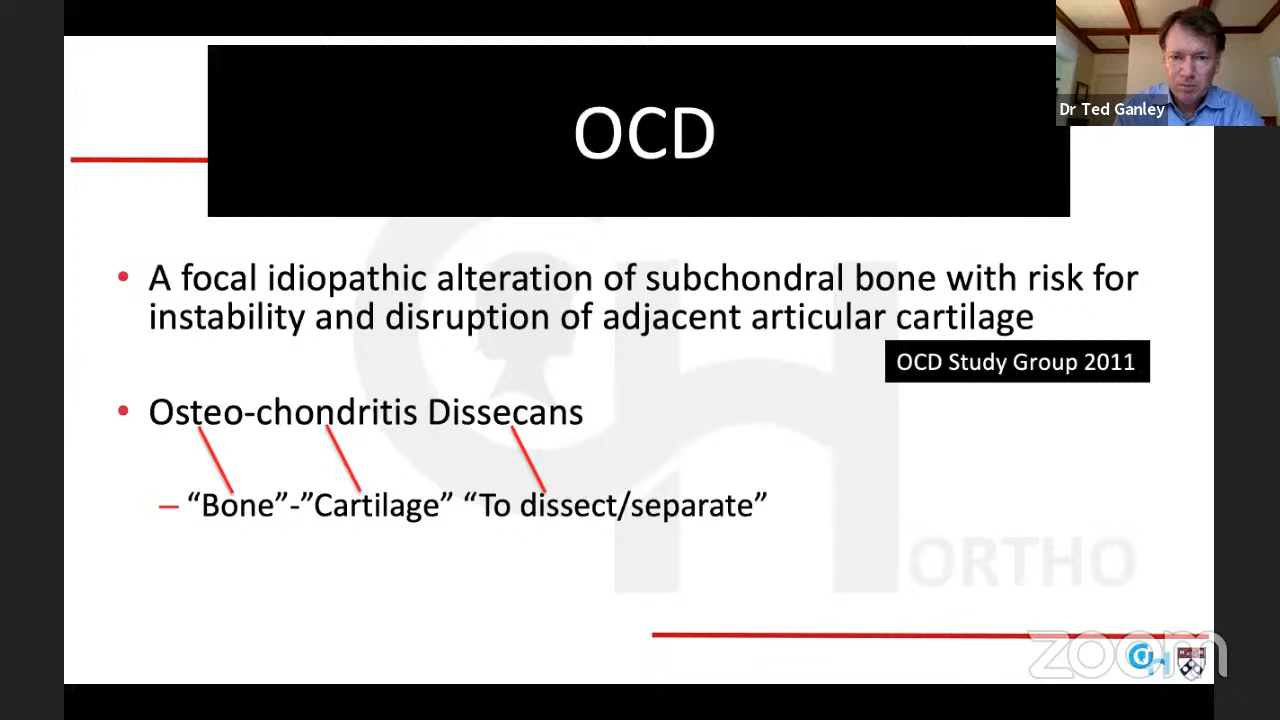 OCD
Dr Ted Ganley
• A focal idiopathic alteration of subchondral bone with risk for
instability and disruption of adjacent articular cartilage
OCD Study Group 2011
• Osteo-chondritis Dissecans
– “Bone”-”Cartilage” “To dissect/separate”
ORTHO
zoom